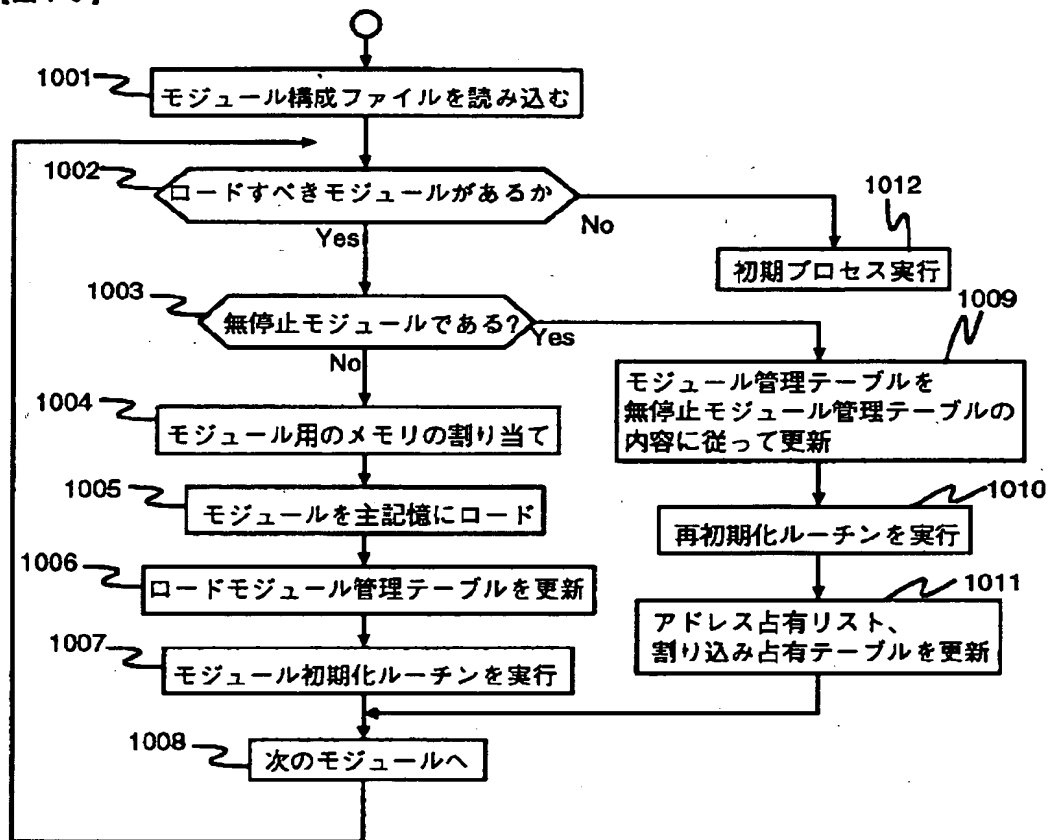 1001
モジュール構成ファイルを読み込む
1002
ロードすべきモジュールがあるか
Yes
No
1012
初期プロセス実行
1003
無停止モジュールである?
Yes
No
1009
モジュール管理テーブルを
無停止モジュール管理テーブルの
内容に従って更新
1004
モジュール用のメモリの割り当て
1005
モジュールを主記憶にロード
1010
再初期化ルーチンを実行
1006
ロードモジュール管理テーブルを更新
1011
アドレス占有リスト、
割り込み占有テーブルを更新
1007
モジュール初期化ルーチンを実行
1008
次のモジュールへ